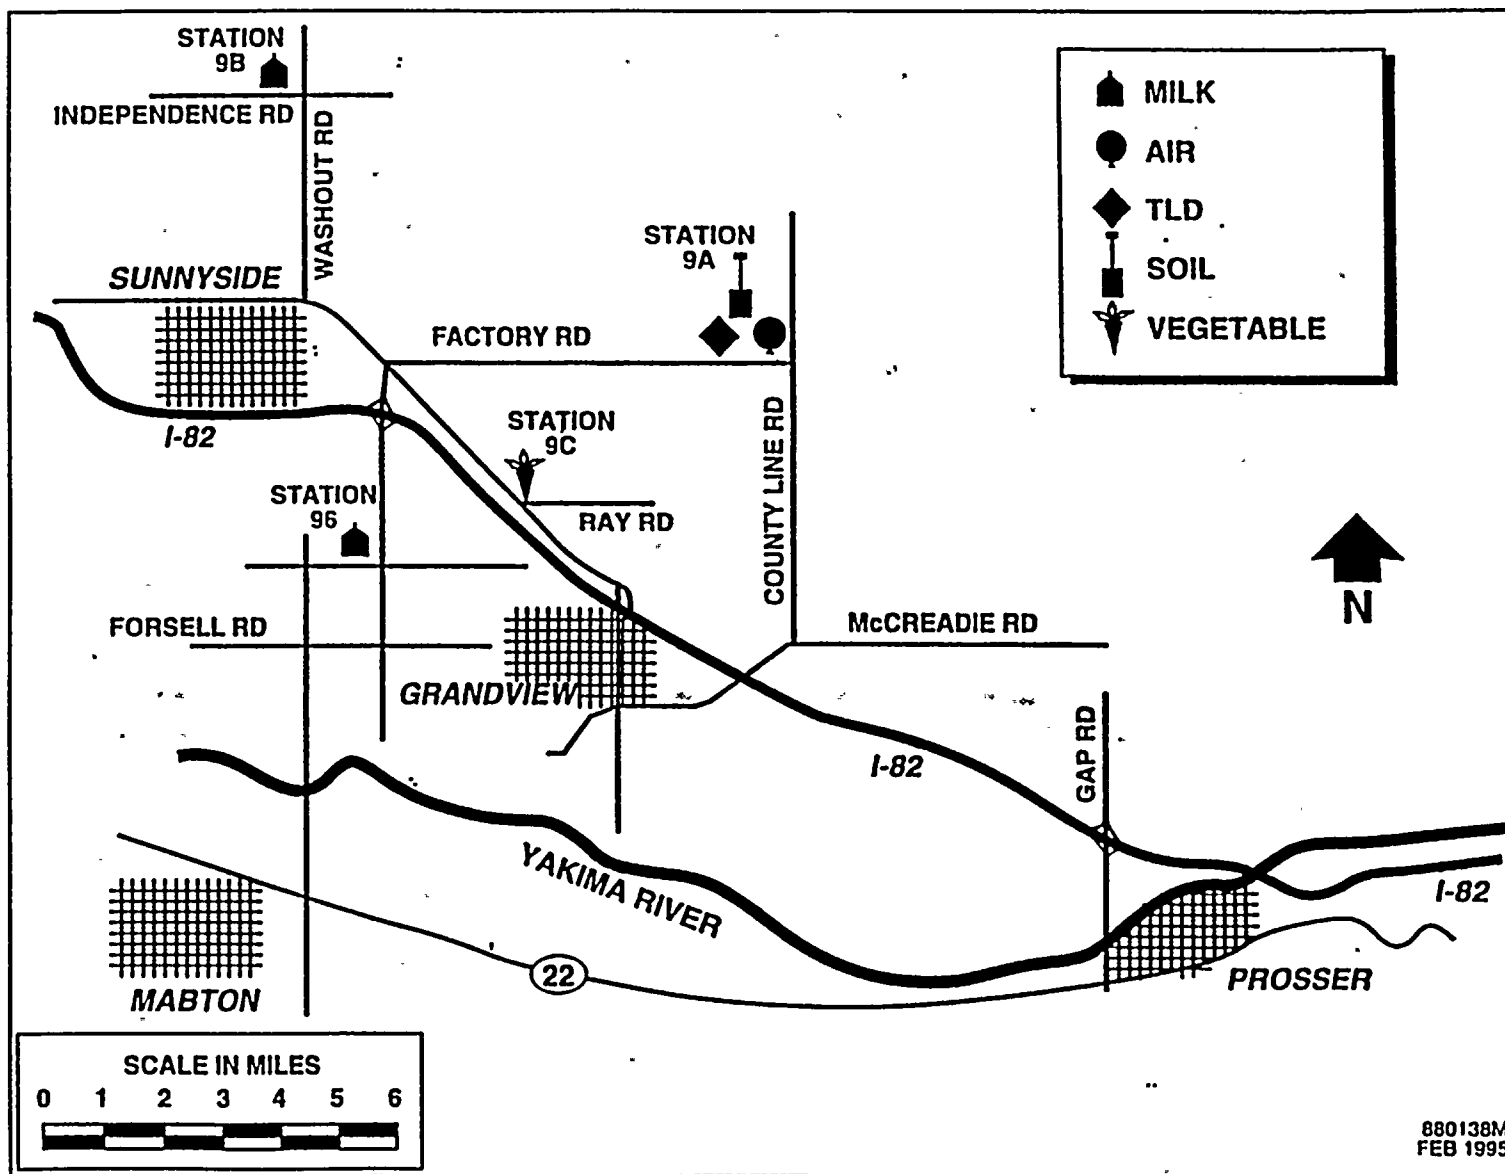 STATION
9B
INDEPENDENCE RD
WASHOUT RD
MILK
AIR
TLD
SOIL
VEGETABLE
STATION
9A
SUNNYSIDE
FACTORY RD
I-82
STATION
9C
COUNTY LINE RD
STATION
96
RAY RD
N
FORSELL RD
McCREADIE RD
GRANDVIEW
GAP RD
I-82
YAKIMA RIVER
I-82
22
MABTON
PROSSER
SCALE IN MILES
0 1 2 3 4 5 6
880138M
FEB 1995